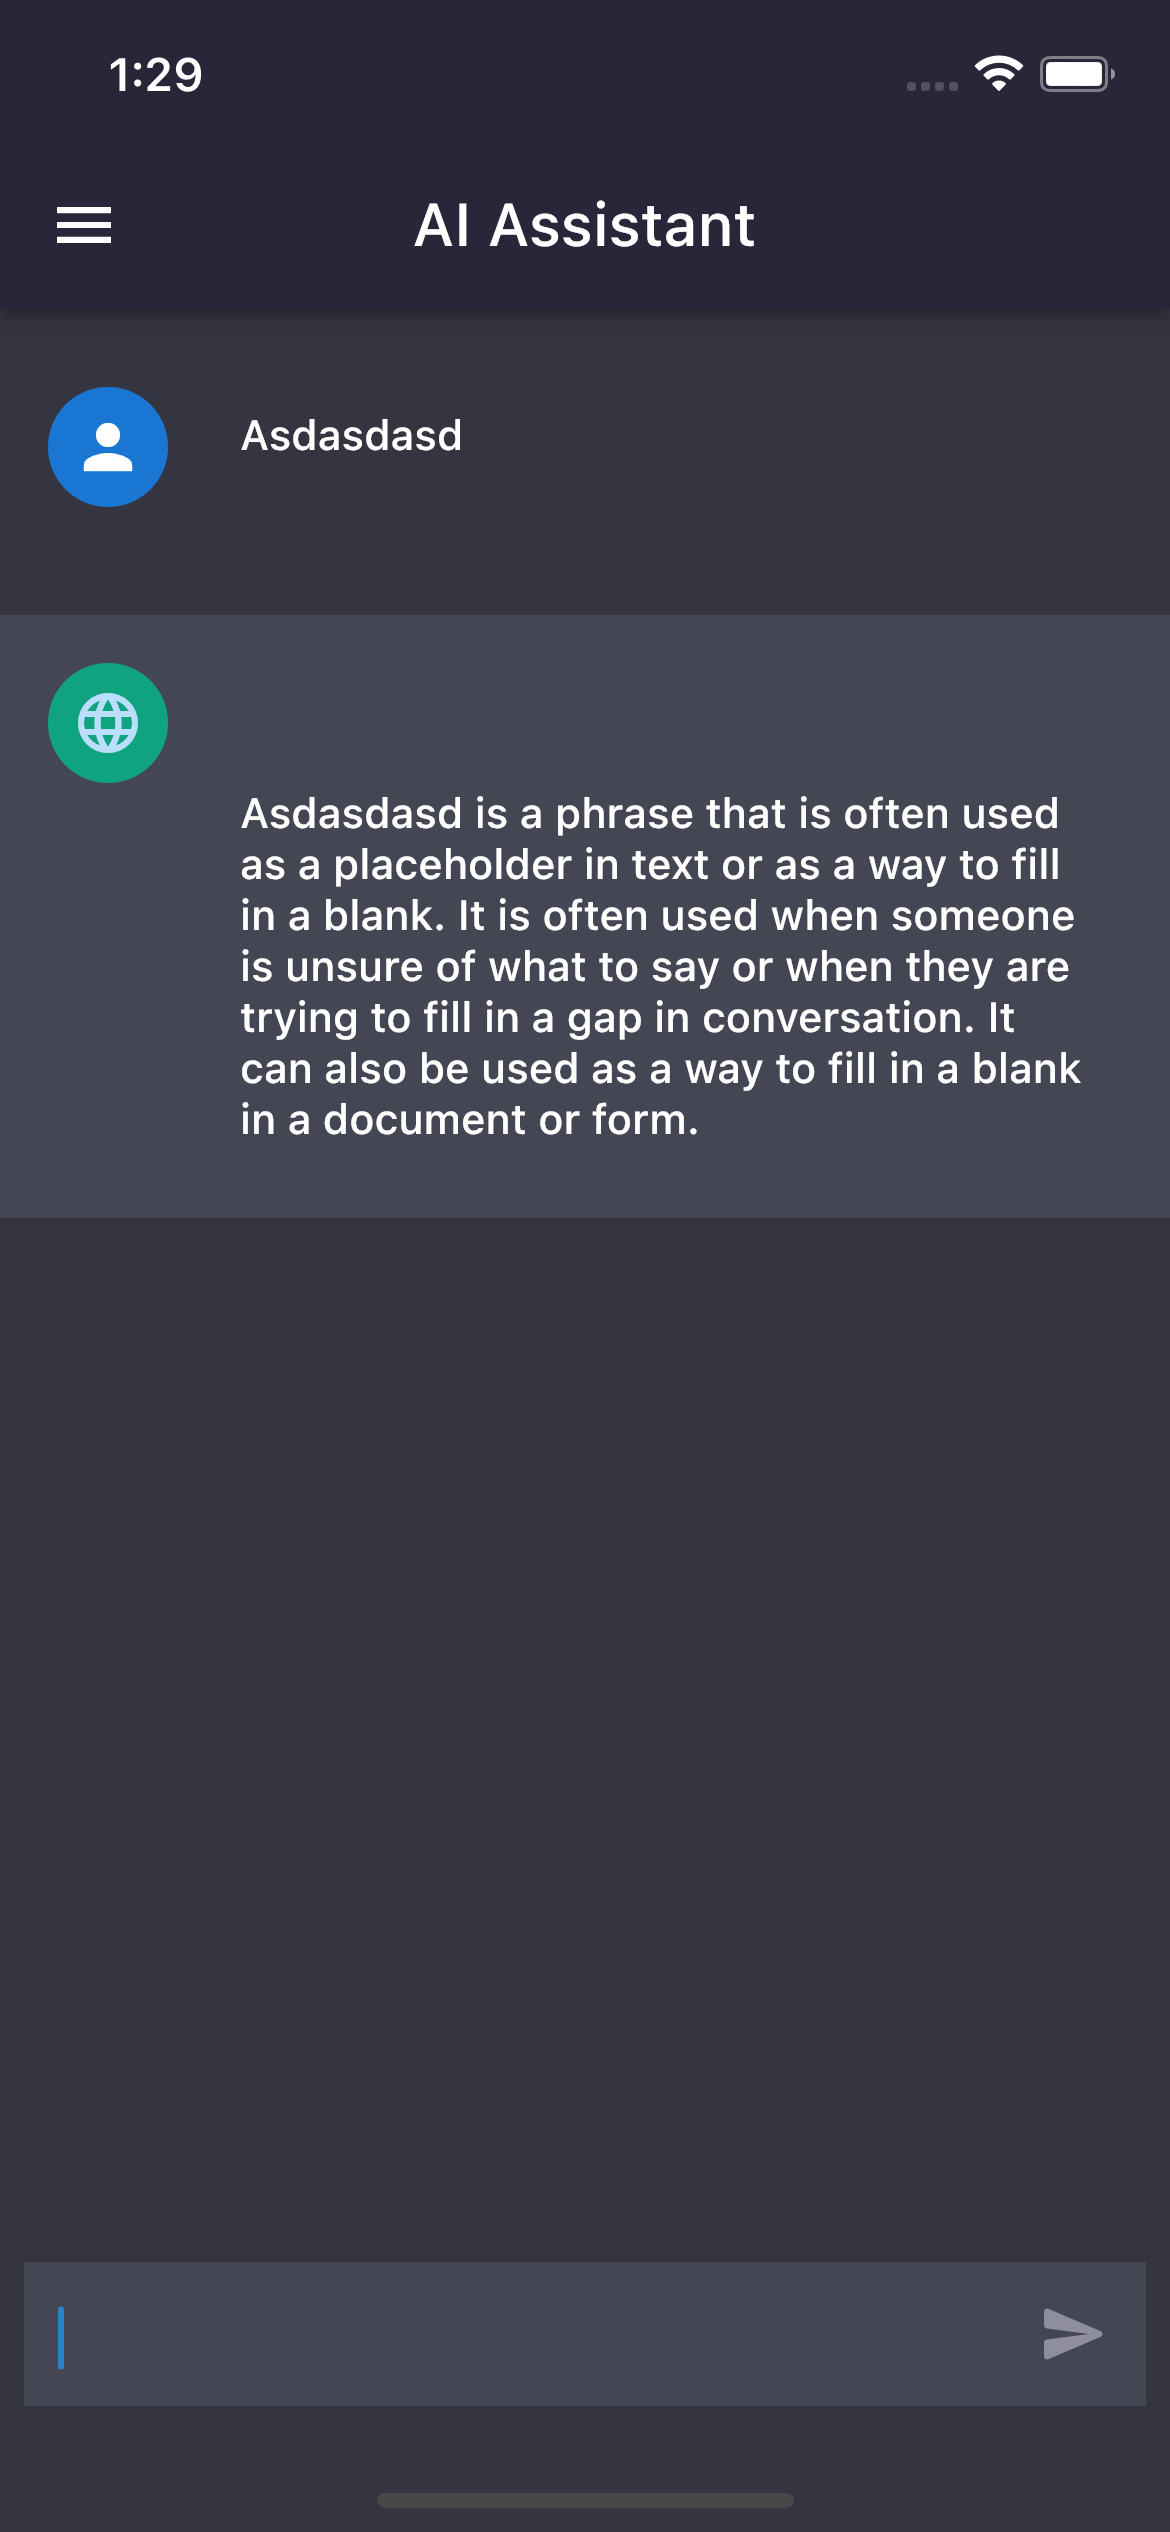 1:29
AI Assistant
Asdasdasd
Asdasdasd is a phrase that is often used
as a placeholder in text or as a way to fill
in a blank. It is often used when someone
is unsure of what to say or when they are
trying to fill in a gap in conversation. It
can also be used as a way to fill in a blank
in a document or form.